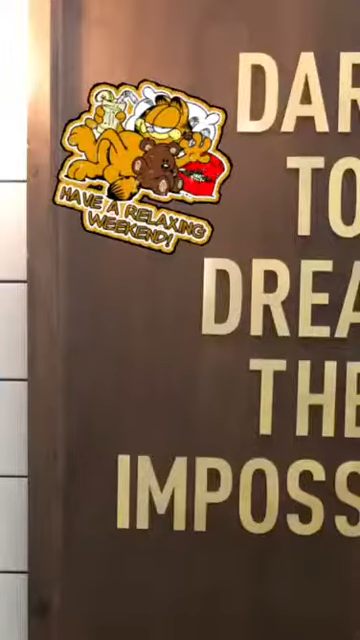 HAVE A RELAXING
WEEKEND!
DAR
TO
DREA
THE
IMPOSS